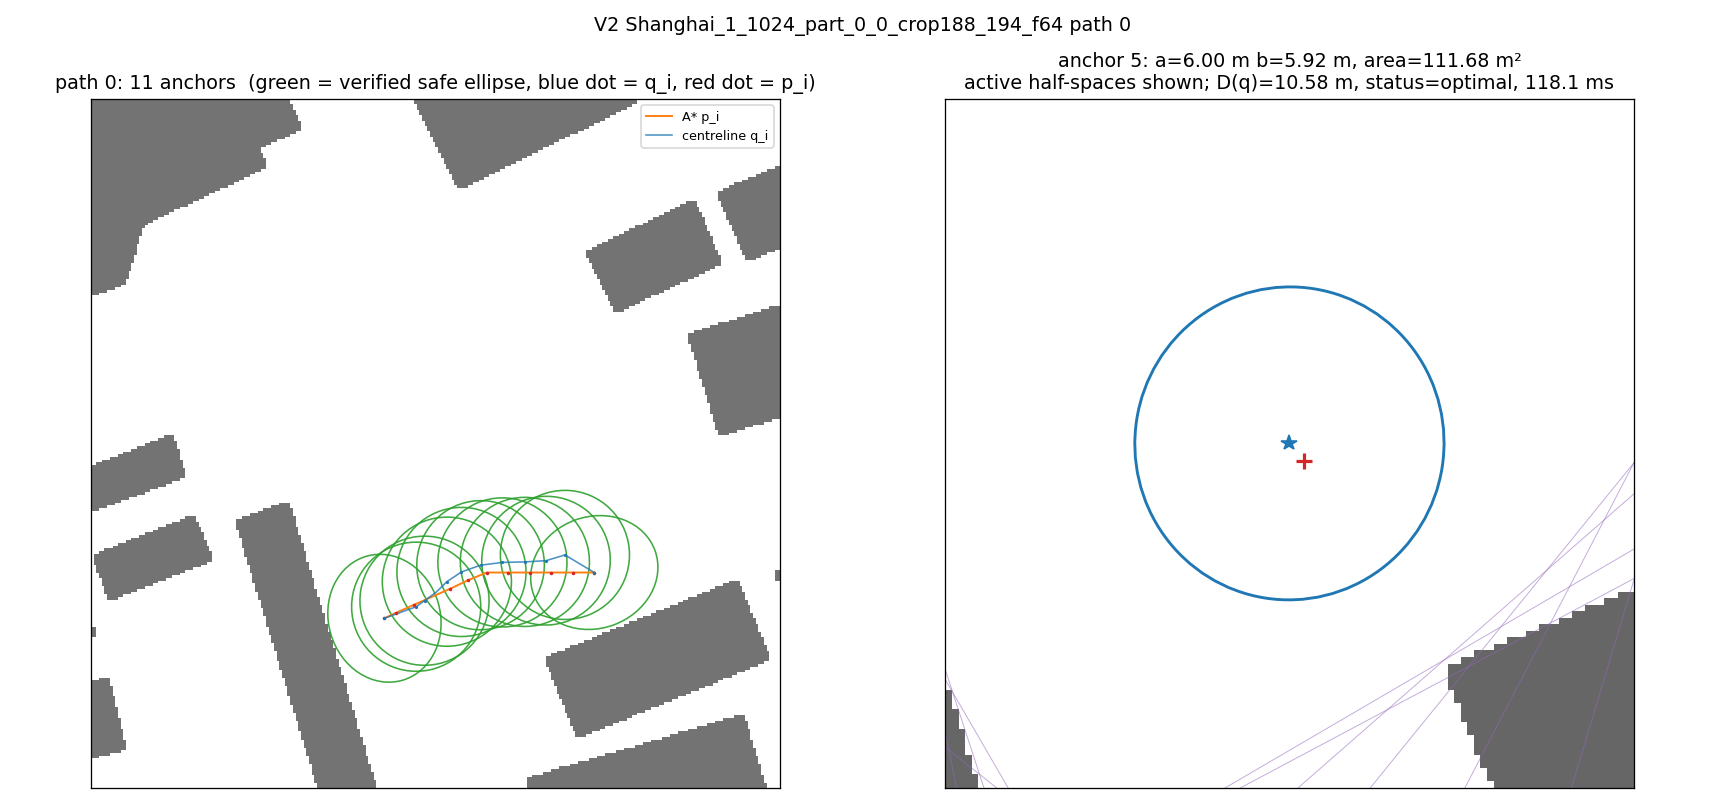 V2 Shanghai_1_1024_part_0_0_crop188_194_f64 path 0
path 0: 11 anchors  (green = verified safe ellipse, blue dot = q_i, red dot = p_i)
A* p_i
centreline q_i
anchor 5: a=6.00 m b=5.92 m, area=111.68 m²
active half-spaces shown; D(q)=10.58 m, status=optimal, 118.1 ms